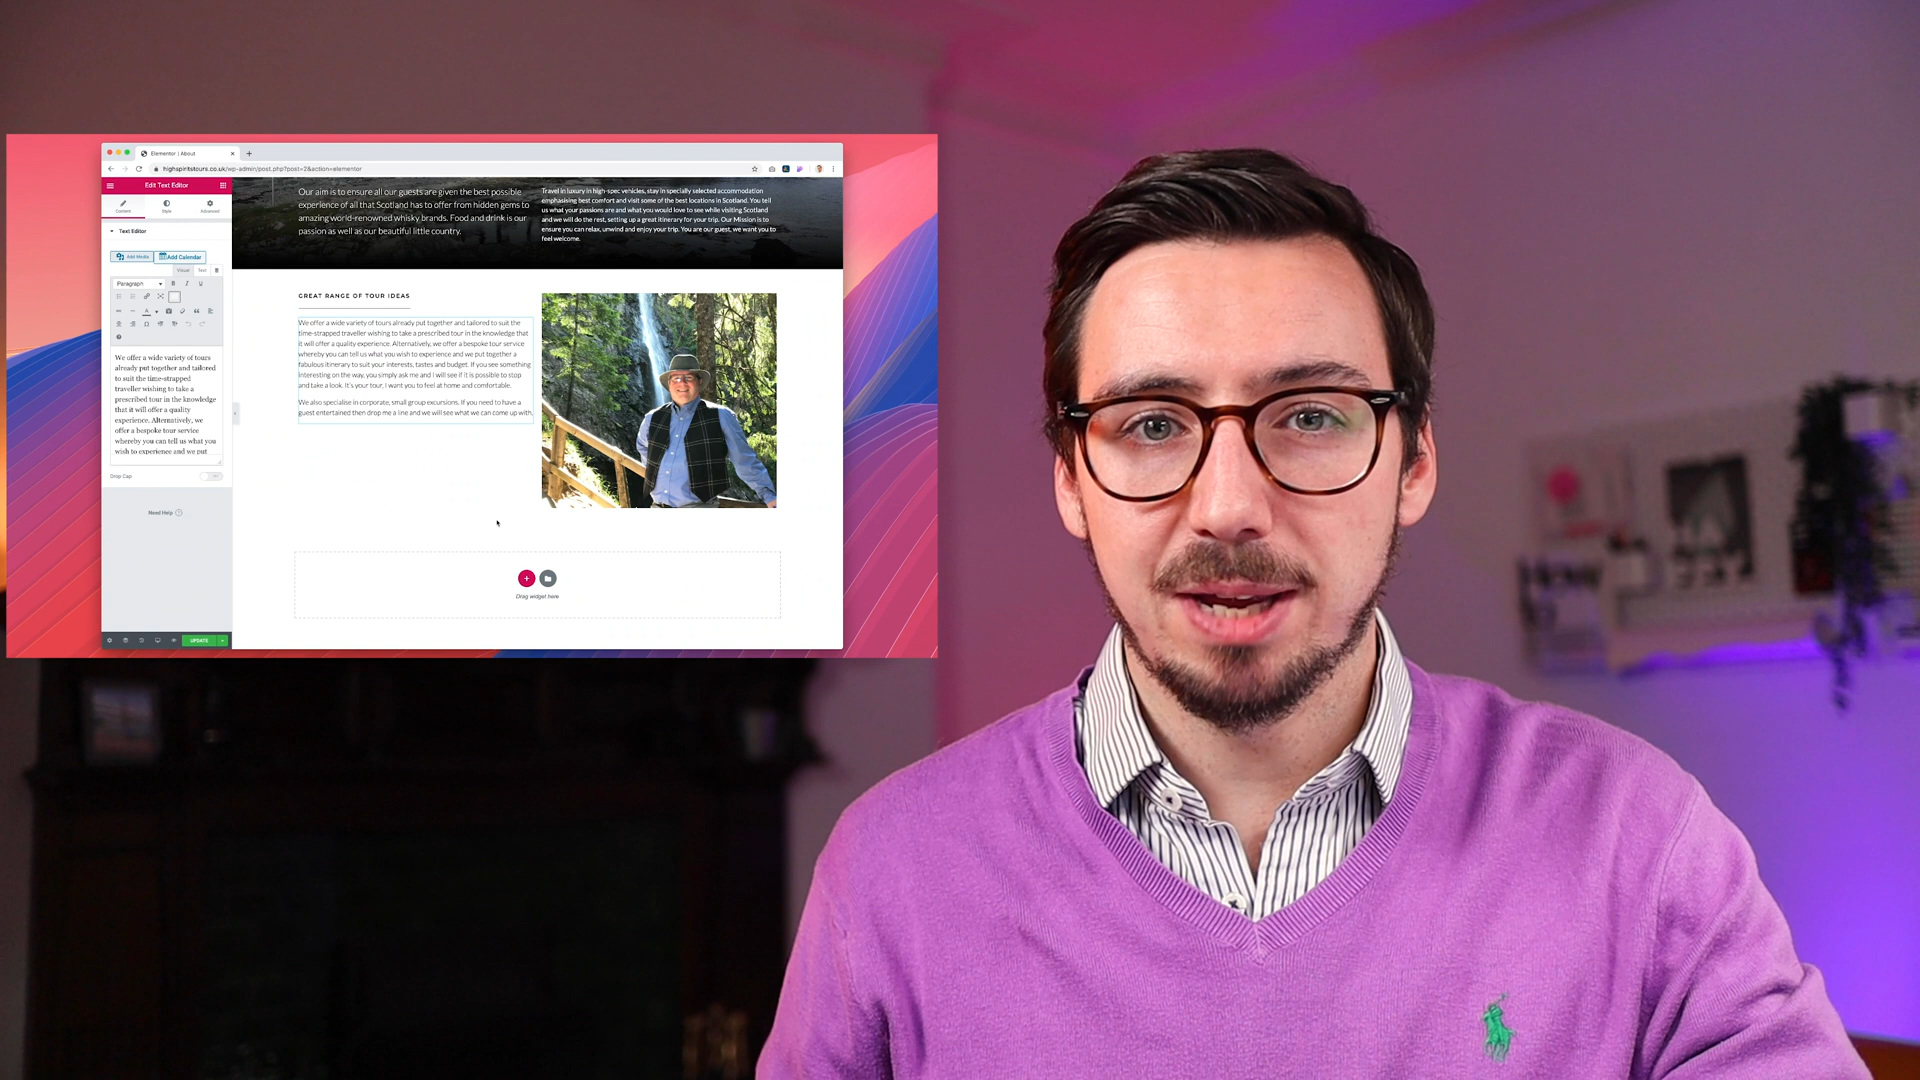 Elementor | About
highspiritstours.co.uk/wp-admin/post.php?post=2&action=elementor
Edit Text Editor
Content
Style
Advanced
Text Editor
Add Media
Add Calendar
Visual
Text
Paragraph
B
I
U
We offer a wide variety of tours
already put together and tailored
to suit the time-strapped
traveller wishing to take a
prescribed tour in the knowledge
that it will offer a quality
experience. Alternatively, we
offer a bespoke tour service
whereby you can tell us what you
wish to experience and we put
Drop Cap
Need Help
UPDATE
Our aim is to ensure all our guests are given the best possible
experience of all that Scotland has to offer from hidden gems to
amazing world-renowned whisky brands. Food and drink is our
passion as well as our beautiful little country.
Travel in luxury in high-spec vehicles, stay in specially selected accommodation
emphasising best comfort and visit some of the best locations in Scotland. You tell
us what your passions are and what you would love to see while visiting Scotland
and we will do the rest, setting up a great itinerary for your trip. Our Mission is to
ensure you can relax, unwind and enjoy your trip. You are our guest, we want you to
feel welcome.
GREAT RANGE OF TOUR IDEAS
We offer a wide variety of tours already put together and tailored to suit the
time-strapped traveller wishing to take a prescribed tour in the knowledge that
it will offer a quality experience. Alternatively, we offer a bespoke tour service
whereby you can tell us what you wish to experience and we put together a
fabulous itinerary to suit your interests, tastes and budget. If you see something
interesting on the way, you simply ask me and I will see if it is possible to stop
and take a look. It's your tour, I want you to feel at home and comfortable.
We also specialise in corporate, small group excursions. If you need to have a
guest entertained then drop me a line and we will see what we can come up with.
Drag widget here